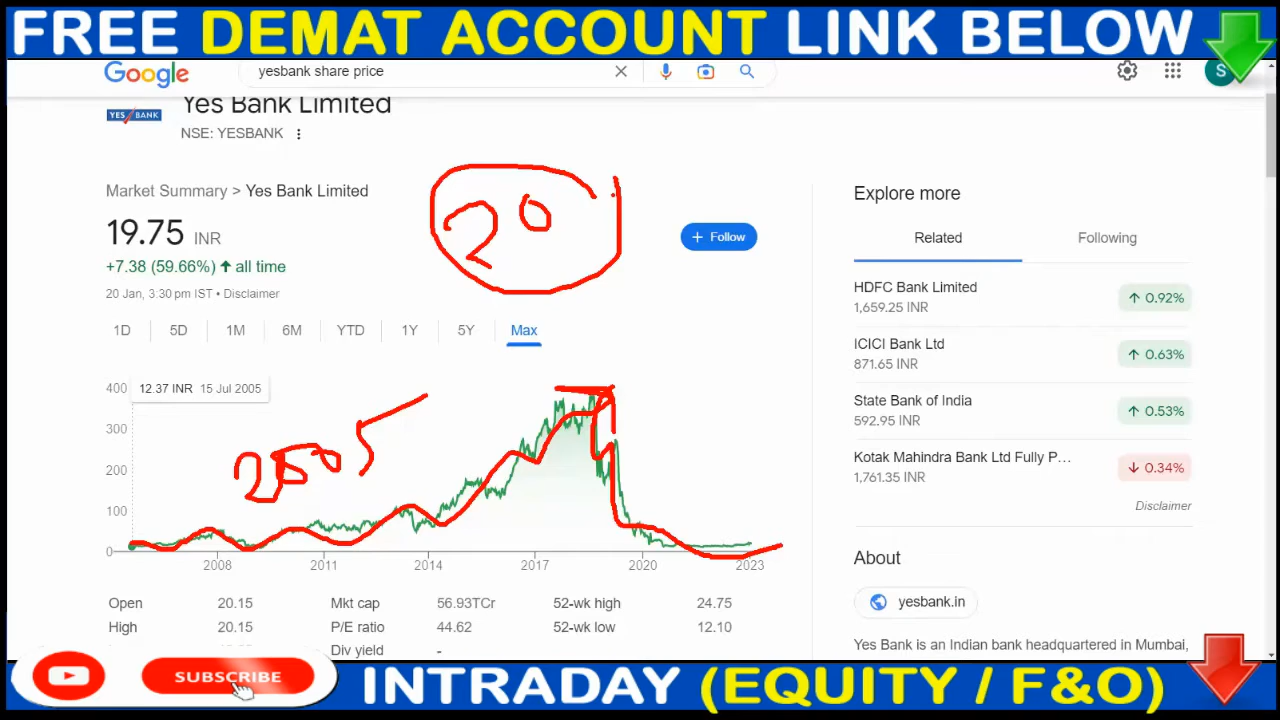 FREE DEMAT ACCOUNT LINK BELOW
Google
yesbank share price
S
YES BANK
Yes Bank Limited
NSE: YESBANK
Market Summary > Yes Bank Limited
19.75 INR
+7.38 (59.66%) ↑ all time
20 Jan, 3:30 pm IST • Disclaimer
20
+ Follow
1D 5D 1M 6M YTD 1Y 5Y Max
12.37 INR 15 Jul 2005
400
300
200
100
0
2008 2011 2014 2017 2020 2023
Open 20.15 Mkt cap 56.93TCr 52-wk high 24.75
High 20.15 P/E ratio 44.62 52-wk low 12.10
Div yield -
Explore more
Related Following
HDFC Bank Limited
1,659.25 INR ↑ 0.92%
ICICI Bank Ltd
871.65 INR ↑ 0.63%
State Bank of India
592.95 INR ↑ 0.53%
Kotak Mahindra Bank Ltd Fully P...
1,761.35 INR ↓ 0.34%
Disclaimer
About
yesbank.in
Yes Bank is an Indian bank headquartered in Mumbai,
SUBSCRIBE
INTRADAY (EQUITY / F&O)